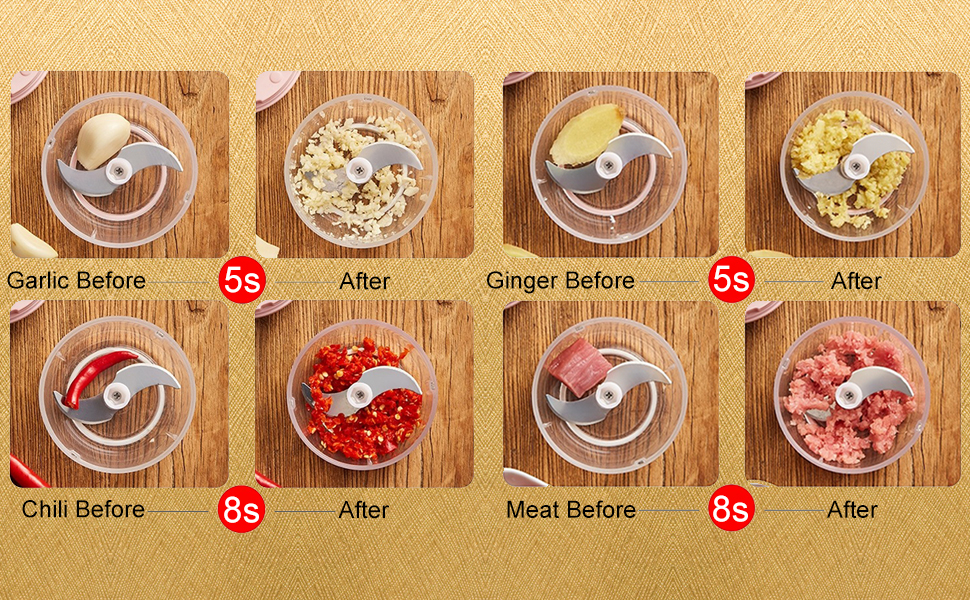 Garlic Before 5s After
Ginger Before 5s After
Chili Before 8s After
Meat Before 8s After